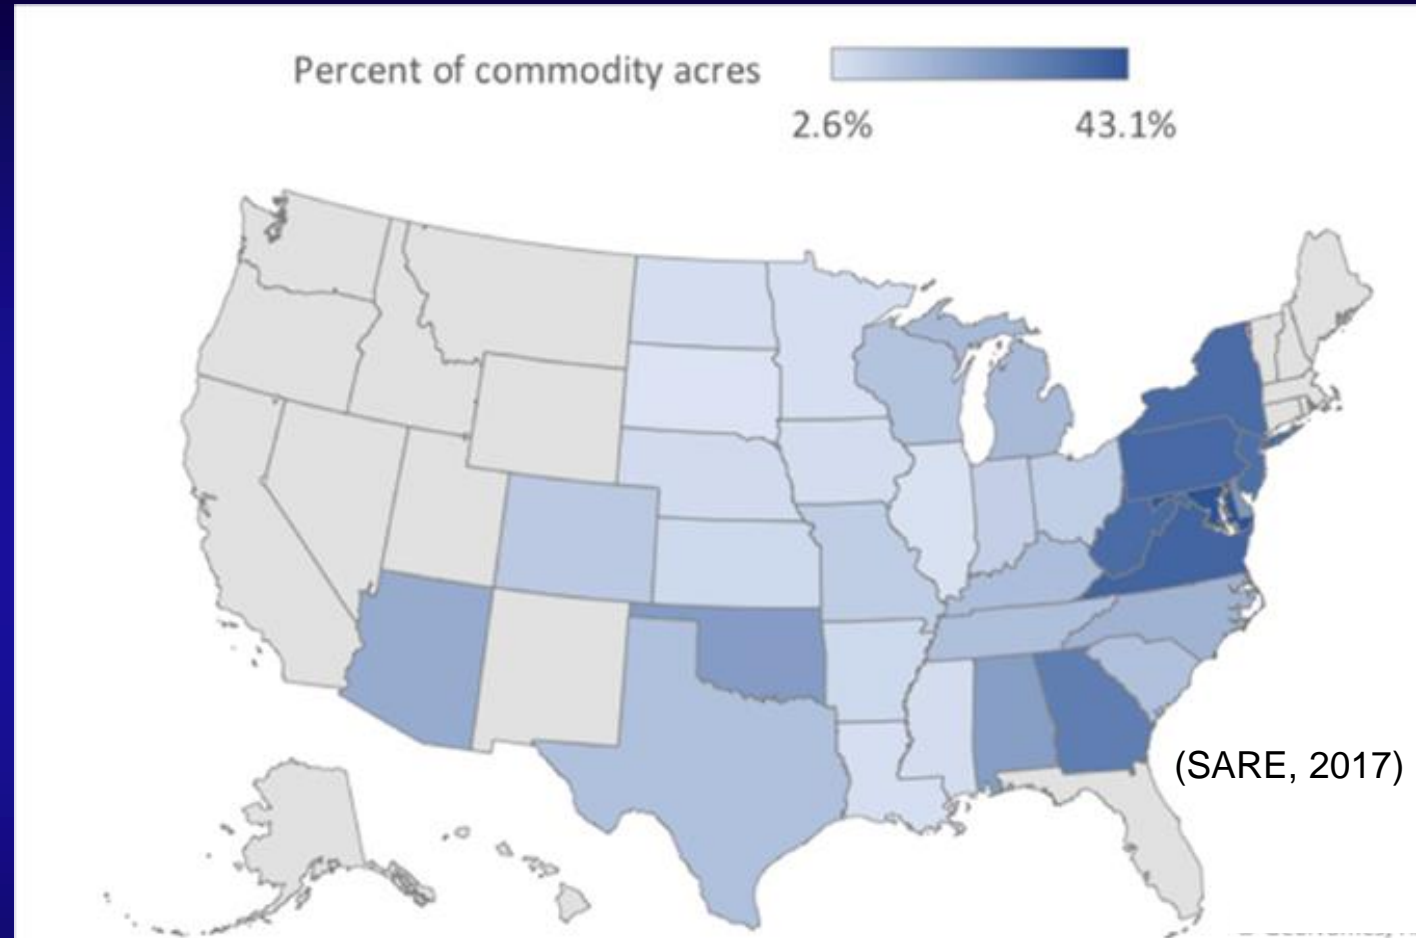 Percent of commodity acres
2.6% 43.1%
(SARE, 2017)